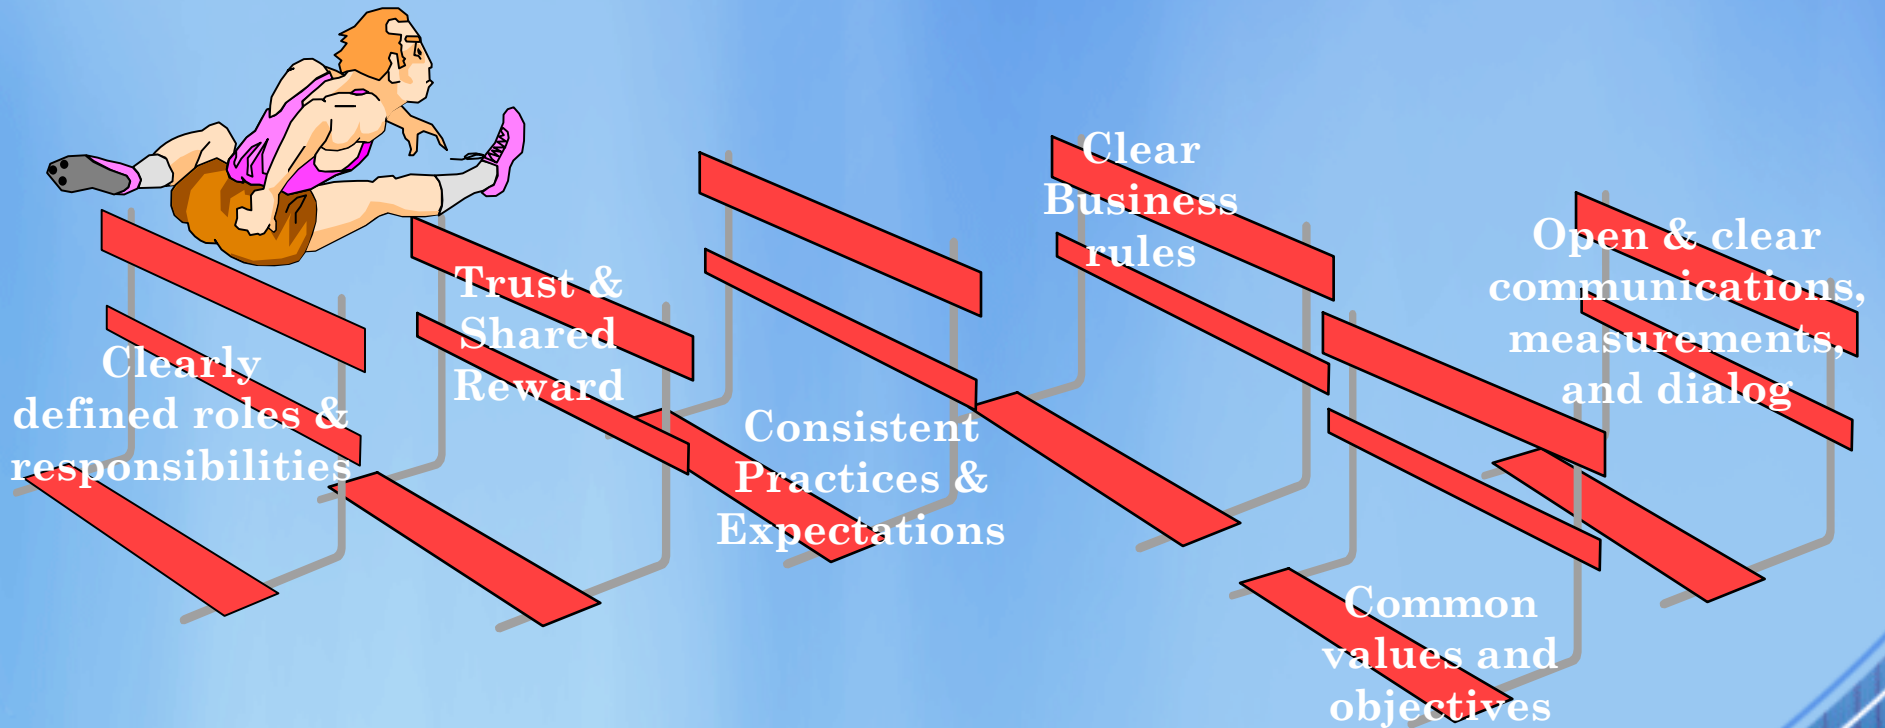 Clearly
defined roles &
responsibilities
Trust &
Shared
Reward
Consistent
Practices &
Expectations
Clear
Business
rules
Common
values and
objectives
Open & clear
communications,
measurements,
and dialog